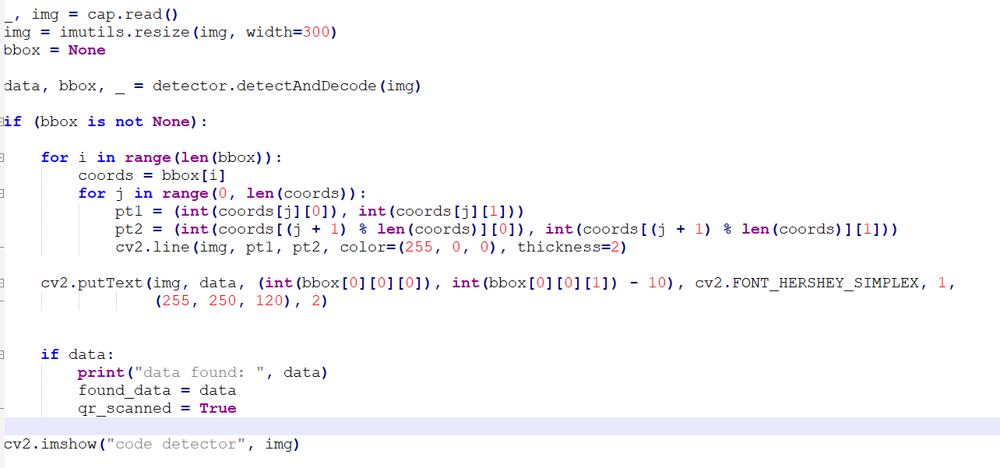 _, img = cap.read()
img = imutils.resize(img, width=300)
bbox = None
data, bbox, _ = detector.detectAndDecode(img)
if (bbox is not None):
for i in range(len(bbox)):
coords = bbox[i]
for j in range(0, len(coords)):
pt1 = (int(coords[j][0]), int(coords[j][1]))
pt2 = (int(coords[(j + 1) % len(coords)][0]), int(coords[(j + 1) % len(coords)][1]))
cv2.line(img, pt1, pt2, color=(255, 0, 0), thickness=2)
cv2.putText(img, data, (int(bbox[0][0][0]), int(bbox[0][0][1]) - 10), cv2.FONT_HERSHEY_SIMPLEX, 1,
(255, 250, 120), 2)
if data:
print("data found: ", data)
found_data = data
qr_scanned = True
cv2.imshow("code detector", img)